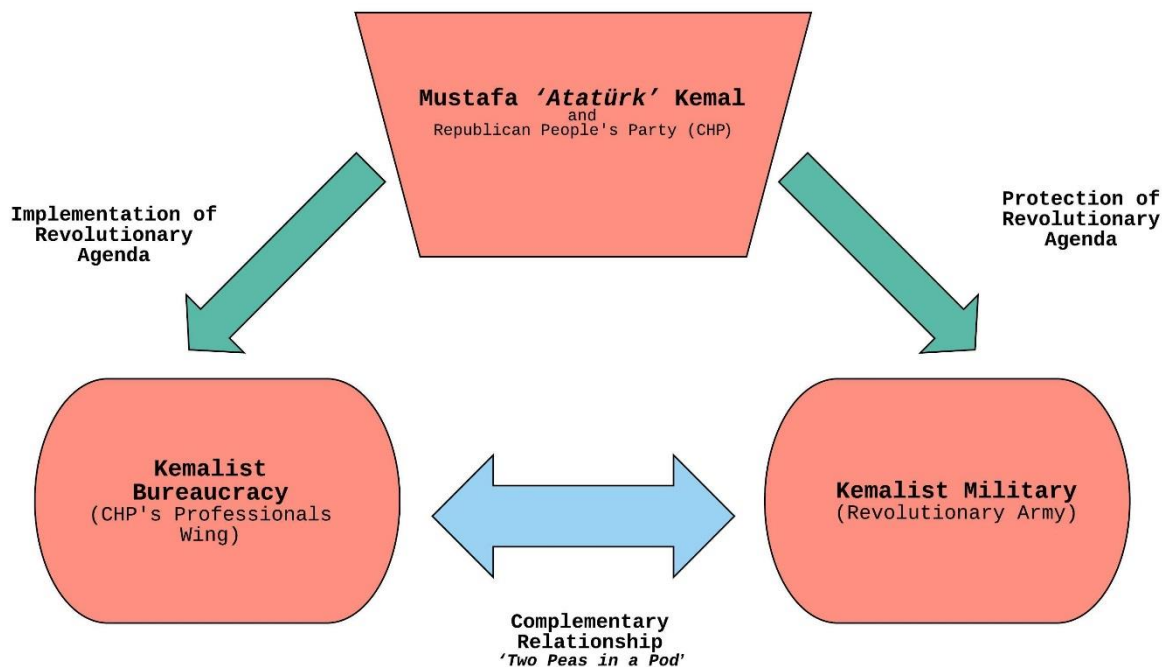 Mustafa ‘Atatürk’ Kemal
and
Republican People's Party (CHP)
Implementation of
Revolutionary
Agenda
Protection of
Revolutionary
Agenda
Kemalist
Bureaucracy
(CHP's Professionals
Wing)
Kemalist Military
(Revolutionary Army)
Complementary
Relationship
‘Two Peas in a Pod’